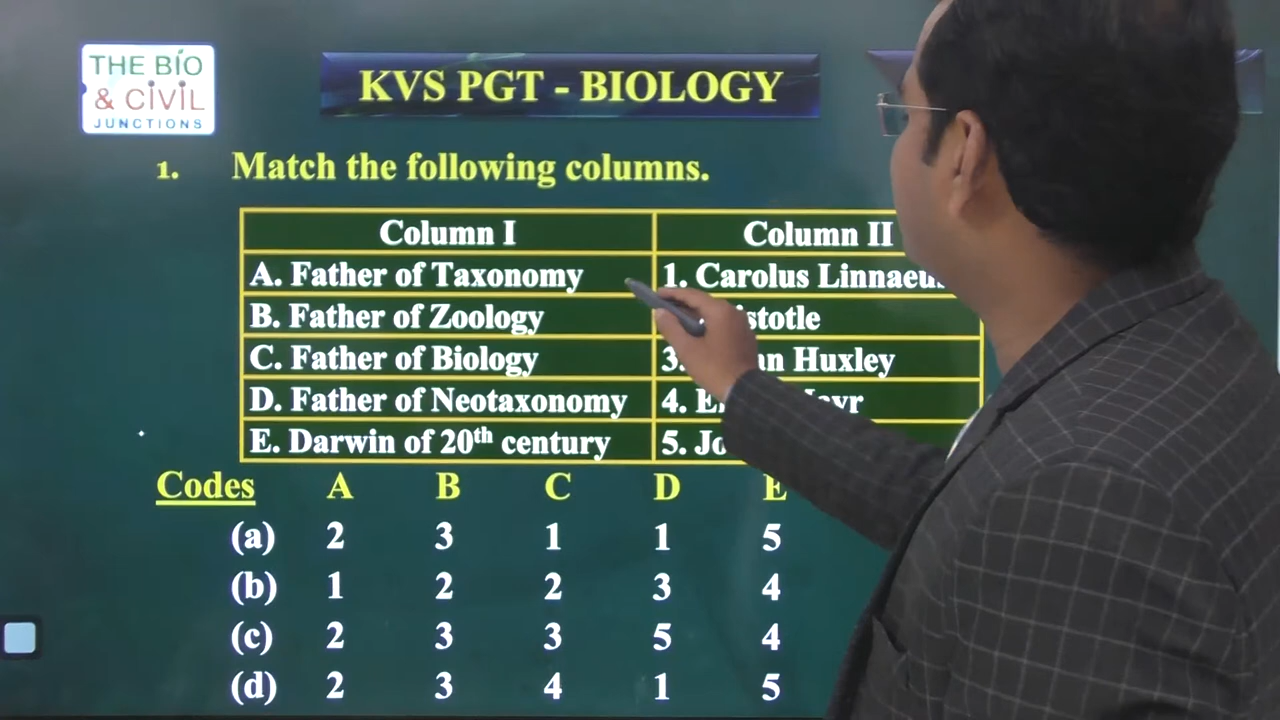 THE BIO
& CIVIL
JUNCTIONS
KVS PGT - BIOLOGY
1. Match the following columns.
Column I Column II
A. Father of Taxonomy 1. Carolus
B. Father of Zoology
C. Father of Biology 3. Huxley
D. Father of Neotaxonomy 4.
E. Darwin of 20th century 5.
Codes A B C D E
(a) 2 3 1 1 5
(b) 1 2 2 3 4
(c) 2 3 3 5 4
(d) 2 3 4 1 5